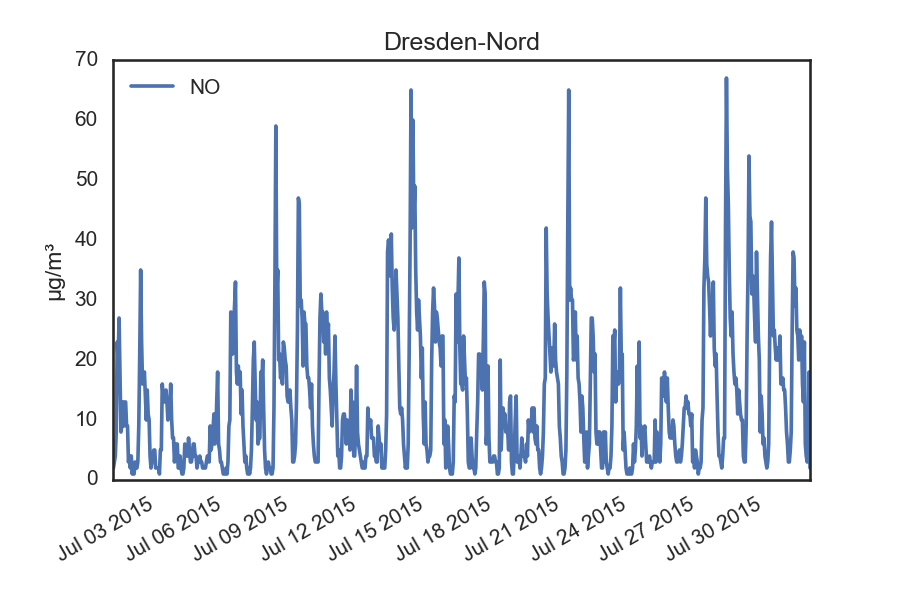 Dresden-Nord
70
60
50
40
30
20
10
0
µg/m³
NO
Jul 03 2015
Jul 06 2015
Jul 09 2015
Jul 12 2015
Jul 15 2015
Jul 18 2015
Jul 21 2015
Jul 24 2015
Jul 27 2015
Jul 30 2015